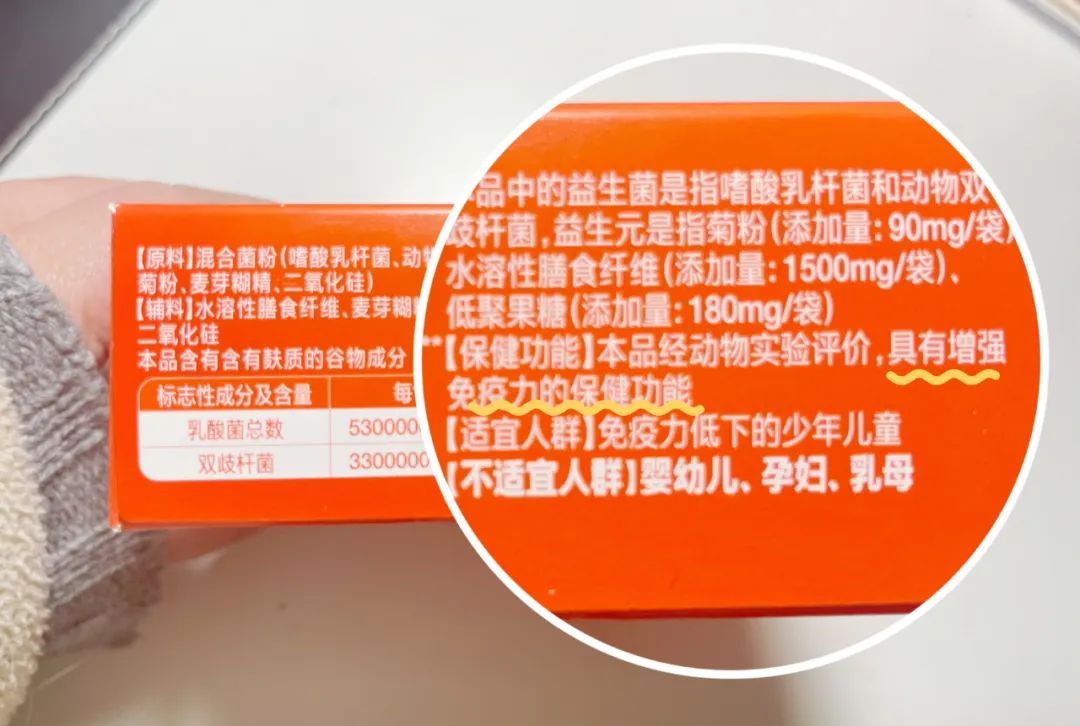 【原料】混合菌粉(嗜酸乳杆菌、动物
菊粉、麦芽糊精、二氧化硅)
【辅料】水溶性膳食纤维、麦芽糊精
二氧化硅
本品含有含有麸质的谷物成分
标志性成分及含量 每
乳酸菌总数 530000
双歧杆菌 3300000
品中的益生菌是指嗜酸乳杆菌和动物双
歧杆菌,益生元是指菊粉(添加量:90mg/袋)
水溶性膳食纤维(添加量:1500mg/袋)、
低聚果糖(添加量:180mg/袋)
**【保健功能】本品经动物实验评价,具有增强
免疫力的保健功能
【适宜人群】免疫力低下的少年儿童
【不适宜人群】婴幼儿、孕妇、乳母